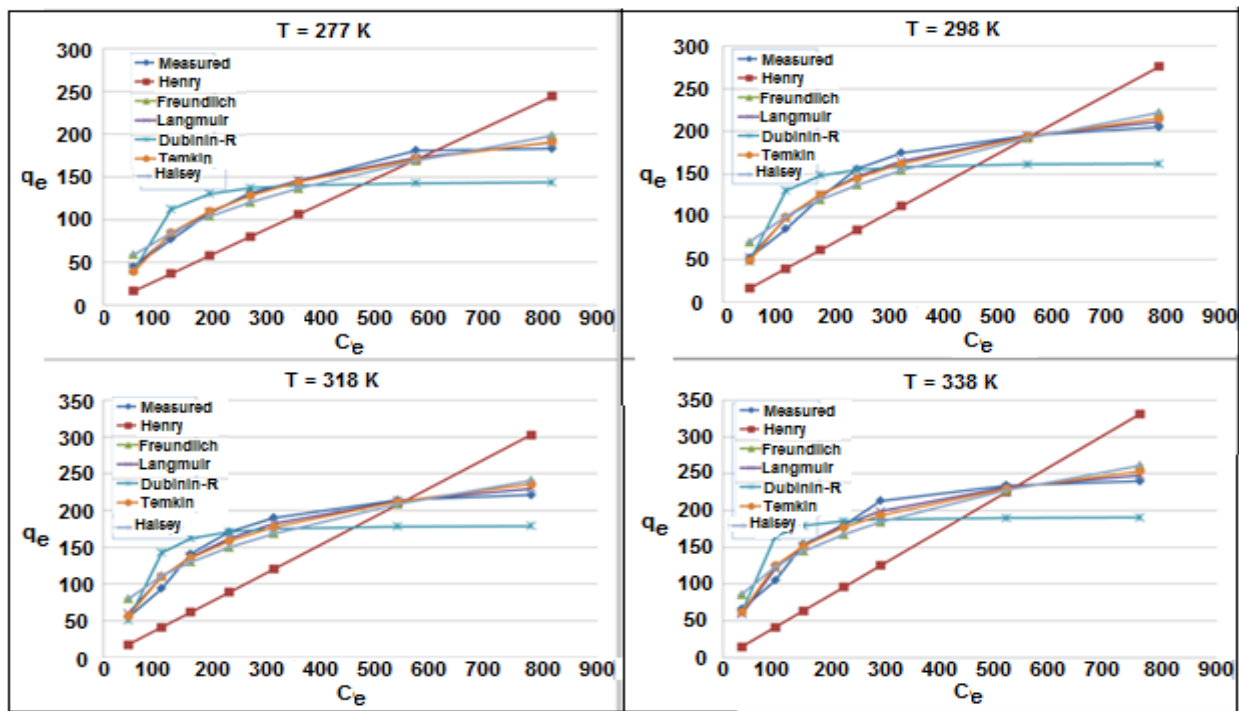 T = 277 K
300
250
200
150
100
50
0
qe
Measured
Henry
Freundlich
Langmuir
Dubinin-R
Temkin
Halsey
0 100 200 300 400 500 600 700 800 900
Ce
T = 298 K
300
250
200
150
100
50
0
qe
Measured
Henry
Freundlich
Langmuir
Dubinin-R
Temkin
Halsey
0 100 200 300 400 500 600 700 800 900
Ce
T = 318 K
350
300
250
200
150
100
50
0
qe
Measured
Henry
Freundlich
Langmuir
Dubinin-R
Temkin
Halsey
0 100 200 300 400 500 600 700 800 900
Ce
T = 338 K
350
300
250
200
150
100
50
0
qe
Measured
Henry
Freundlich
Langmuir
Dubinin-R
Temkin
Halsey
0 100 200 300 400 500 600 700 800 900
Ce